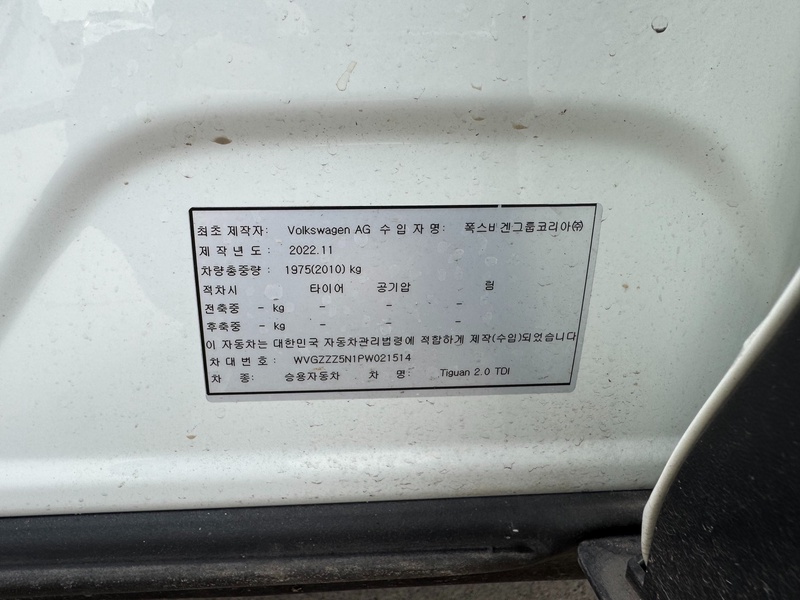 최초 제작자: Volkswagen AG 수 입 자 명: 폭스바겐그룹코리아㈜
제 작 년 도 : 2022.11
차량총중량 : 1975(2010) kg
적차시 타이어 공기압 림
전축중 - kg - - -
후축중 - kg - - -
이 자동차는 대한민국 자동차관리법령에 적합하게 제작(수입)되었습니다
차 대 번 호 : WVGZZZ5N1PW021514
차 종: 승용자동차 차 명: Tiguan 2.0 TDI